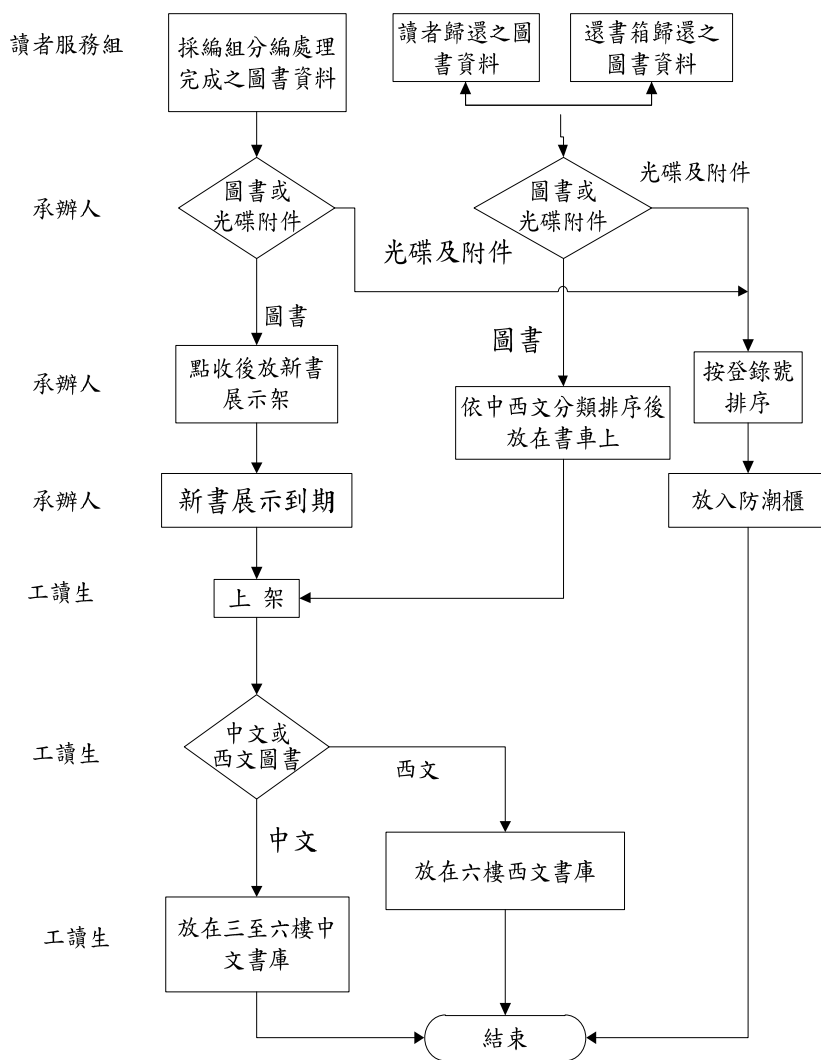 讀者服務組
採編組分編處理
完成之圖書資料
讀者歸還之圖
書資料
還書箱歸還之
圖書資料
承辦人
圖書或
光碟附件
圖書或
光碟附件
光碟及附件
光碟及附件
圖書
圖書
承辦人
點收後放新書
展示架
依中西文分類排序後
放在書車上
按登錄號
排序
承辦人
新書展示到期
放入防潮櫃
工讀生
上 架
工讀生
中文或
西文圖書
西文
中文
放在六樓西文書庫
工讀生
放在三至六樓中
文書庫
結束